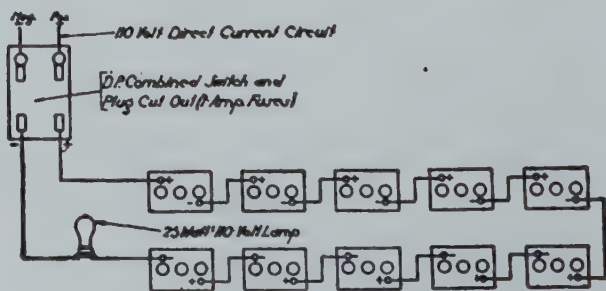 Neg. Pos.
110 Volt Direct Current Circuit
D.P. Combined Switch and
Plug Cut Out (1 Amp. Fuses)
- +
+ + + + +
- - - - -
25 Watt 110 Volt Lamp
- - - - -
+ + + + +